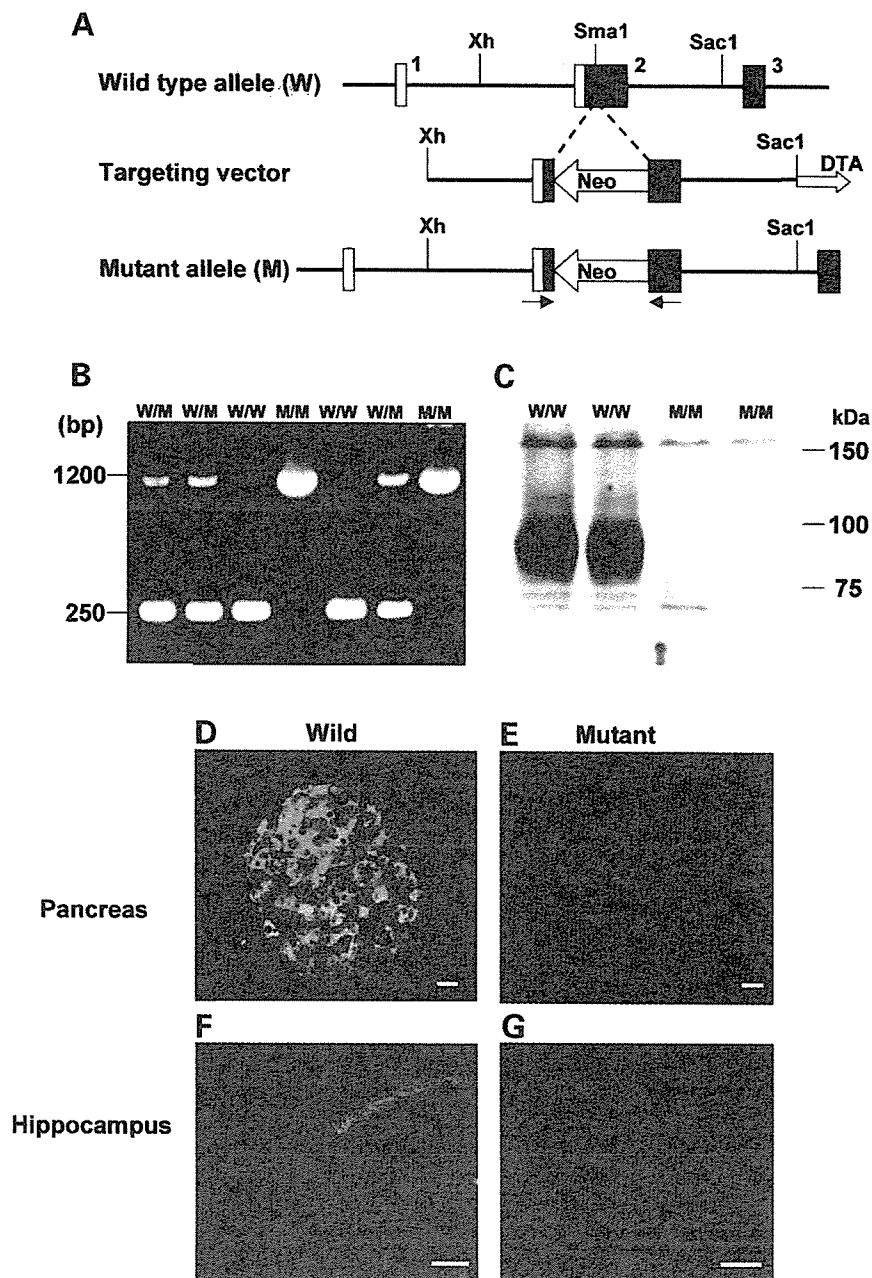 A
Xh Sma1 Sac1
Wild type allele (W) 1 2 3
Xh Sac1
Targeting vector Neo DTA
Xh Sac1
Mutant allele (M) Neo
B
W/M W/M W/W M/M W/W W/M M/M
(bp)
1200
250
C
W/W W/W M/M M/M kDa
150
100
75
D Wild E Mutant
Pancreas
F G
Hippocampus